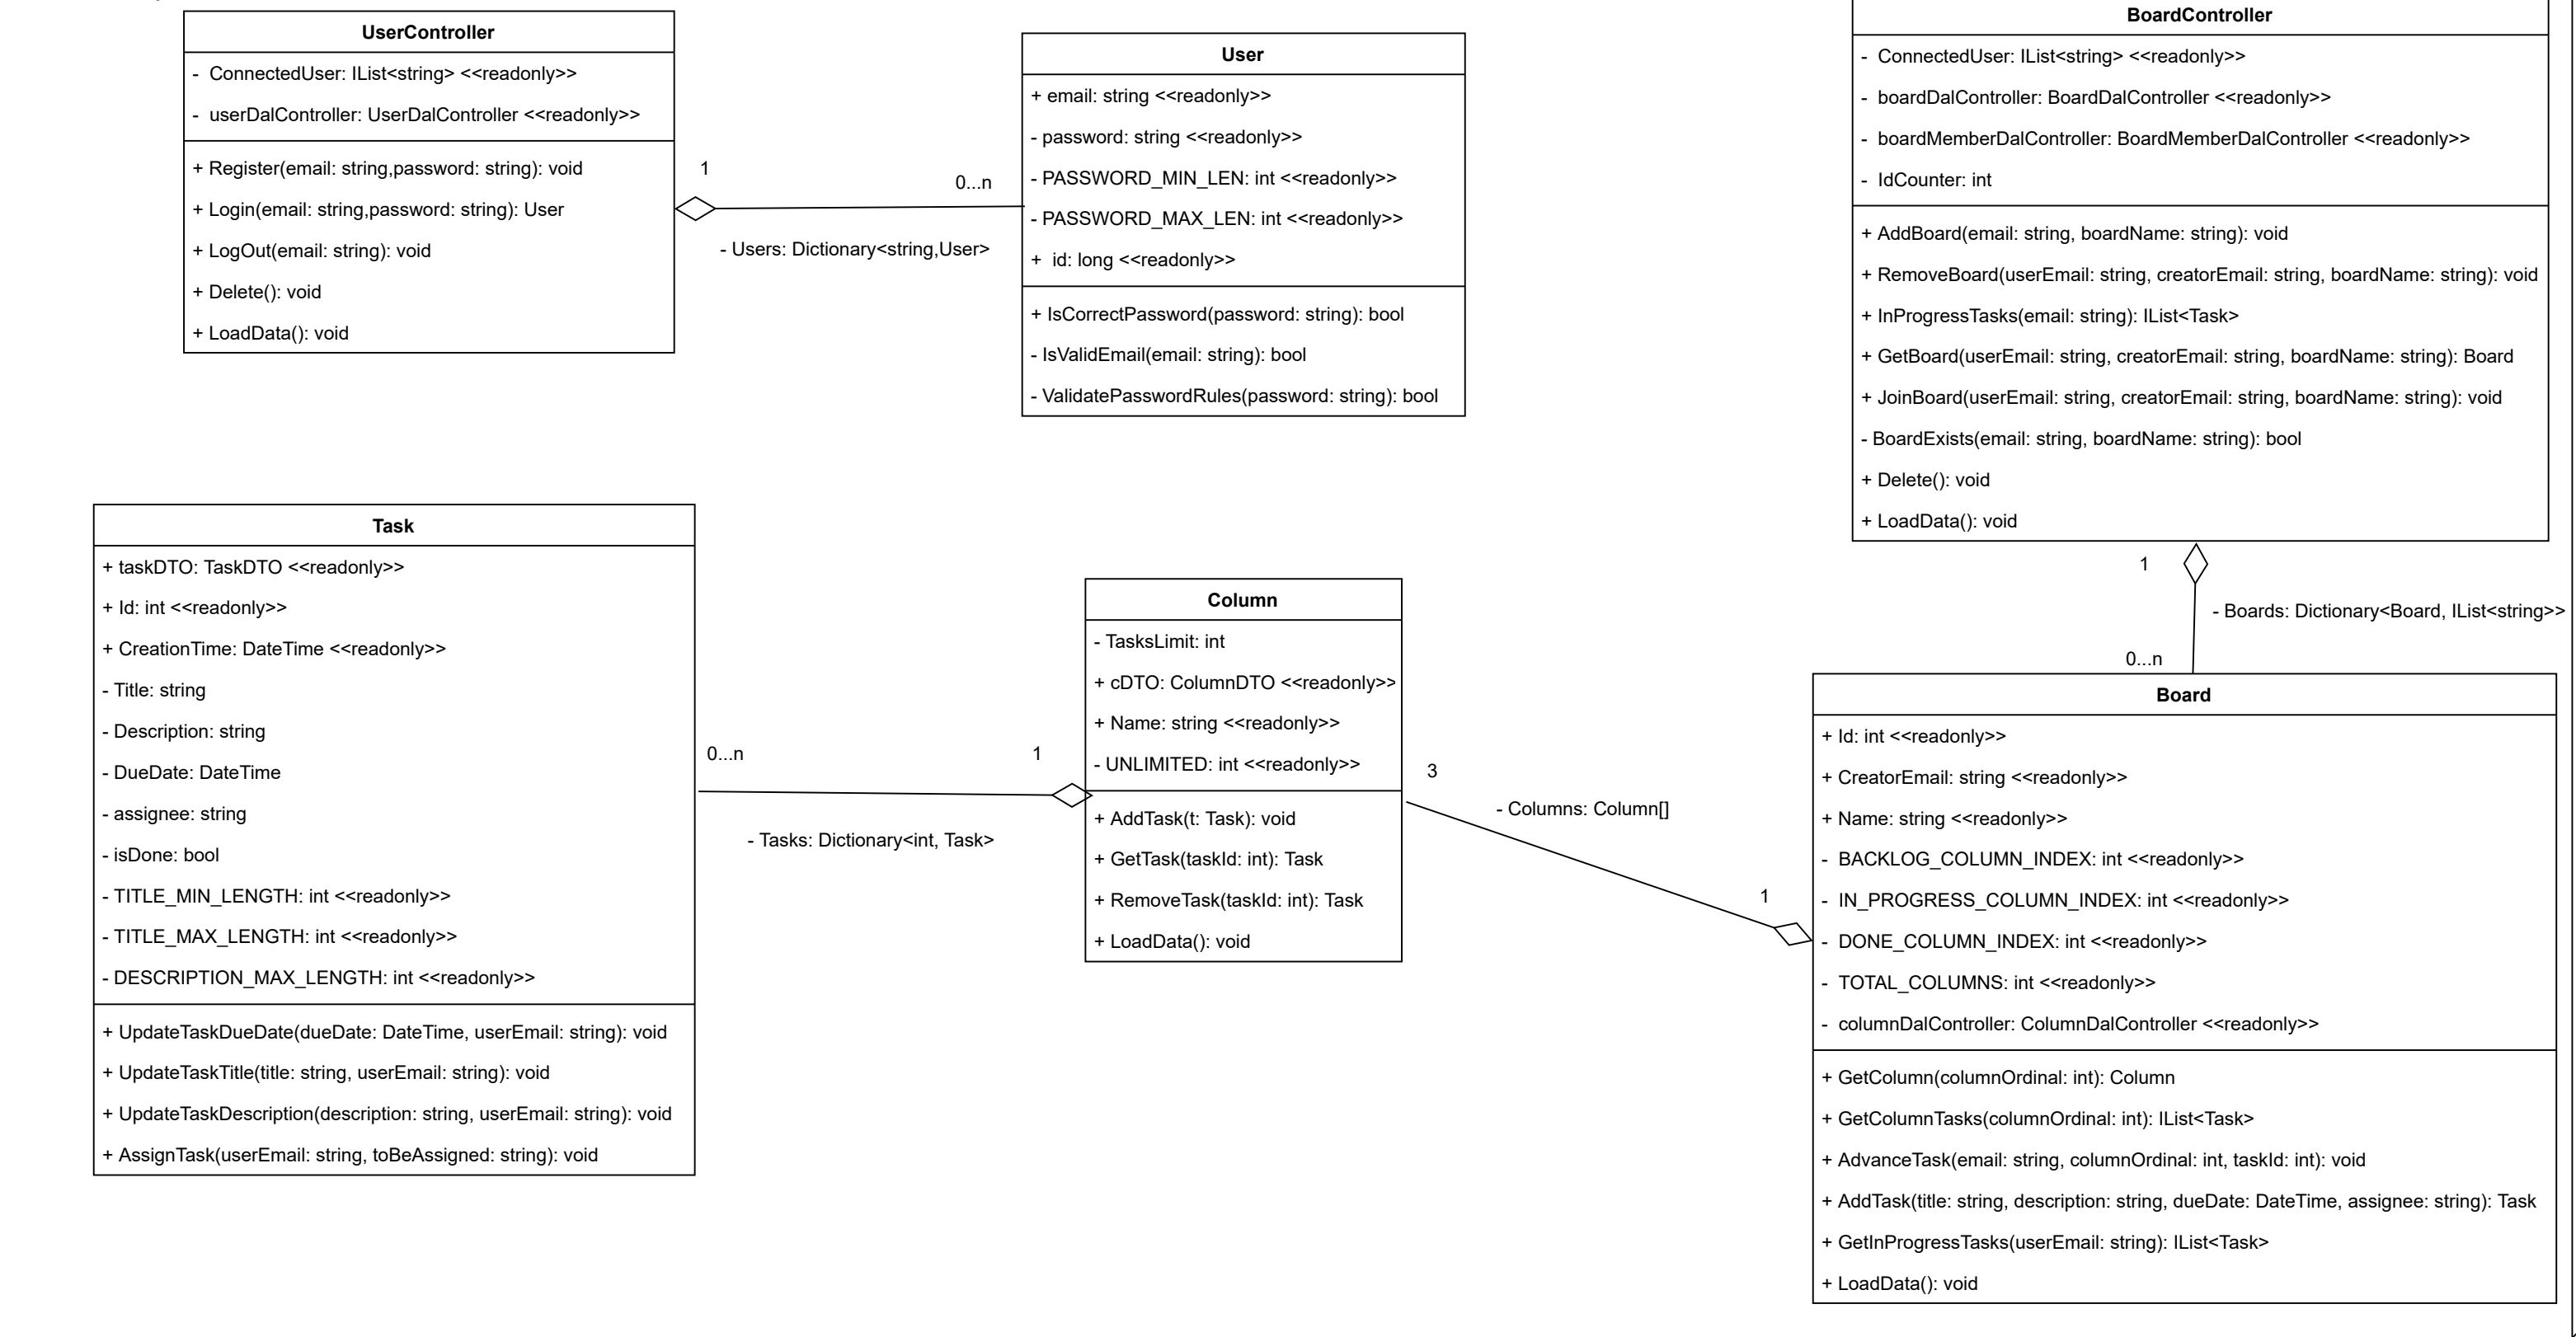 UserController
-  ConnectedUser: IList<string> <<readonly>>
-  userDalController: UserDalController <<readonly>>
+ Register(email: string,password: string): void
+ Login(email: string,password: string): User
+ LogOut(email: string): void
+ Delete(): void
+ LoadData(): void
1
0...n
- Users: Dictionary<string,User>
User
+ email: string <<readonly>>
- password: string <<readonly>>
- PASSWORD_MIN_LEN: int <<readonly>>
- PASSWORD_MAX_LEN: int <<readonly>>
+  id: long <<readonly>>
+ IsCorrectPassword(password: string): bool
- IsValidEmail(email: string): bool
- ValidatePasswordRules(password: string): bool
BoardController
-  ConnectedUser: IList<string> <<readonly>>
-  boardDalController: BoardDalController <<readonly>>
-  boardMemberDalController: BoardMemberDalController <<readonly>>
-  IdCounter: int
+ AddBoard(email: string, boardName: string): void
+ RemoveBoard(userEmail: string, creatorEmail: string, boardName: string): void
+ InProgressTasks(email: string): IList<Task>
+ GetBoard(userEmail: string, creatorEmail: string, boardName: string): Board
+ JoinBoard(userEmail: string, creatorEmail: string, boardName: string): void
- BoardExists(email: string, boardName: string): bool
+ Delete(): void
+ LoadData(): void
1
- Boards: Dictionary<Board, IList<string>>
0...n
Task
+ taskDTO: TaskDTO <<readonly>>
+ Id: int <<readonly>>
+ CreationTime: DateTime <<readonly>>
- Title: string
- Description: string
- DueDate: DateTime
- assignee: string
- isDone: bool
- TITLE_MIN_LENGTH: int <<readonly>>
- TITLE_MAX_LENGTH: int <<readonly>>
- DESCRIPTION_MAX_LENGTH: int <<readonly>>
+ UpdateTaskDueDate(dueDate: DateTime, userEmail: string): void
+ UpdateTaskTitle(title: string, userEmail: string): void
+ UpdateTaskDescription(description: string, userEmail: string): void
+ AssignTask(userEmail: string, toBeAssigned: string): void
0...n
1
- Tasks: Dictionary<int, Task>
Column
- TasksLimit: int
+ cDTO: ColumnDTO <<readonly>>
+ Name: string <<readonly>>
- UNLIMITED: int <<readonly>>
+ AddTask(t: Task): void
+ GetTask(taskId: int): Task
+ RemoveTask(taskId: int): Task
+ LoadData(): void
3
- Columns: Column[]
1
Board
+ Id: int <<readonly>>
+ CreatorEmail: string <<readonly>>
+ Name: string <<readonly>>
-  BACKLOG_COLUMN_INDEX: int <<readonly>>
-  IN_PROGRESS_COLUMN_INDEX: int <<readonly>>
-  DONE_COLUMN_INDEX: int <<readonly>>
-  TOTAL_COLUMNS: int <<readonly>>
-  columnDalController: ColumnDalController <<readonly>>
+ GetColumn(columnOrdinal: int): Column
+ GetColumnTasks(columnOrdinal: int): IList<Task>
+ AdvanceTask(email: string, columnOrdinal: int, taskId: int): void
+ AddTask(title: string, description: string, dueDate: DateTime, assignee: string): Task
+ GetInProgressTasks(userEmail: string): IList<Task>
+ LoadData(): void